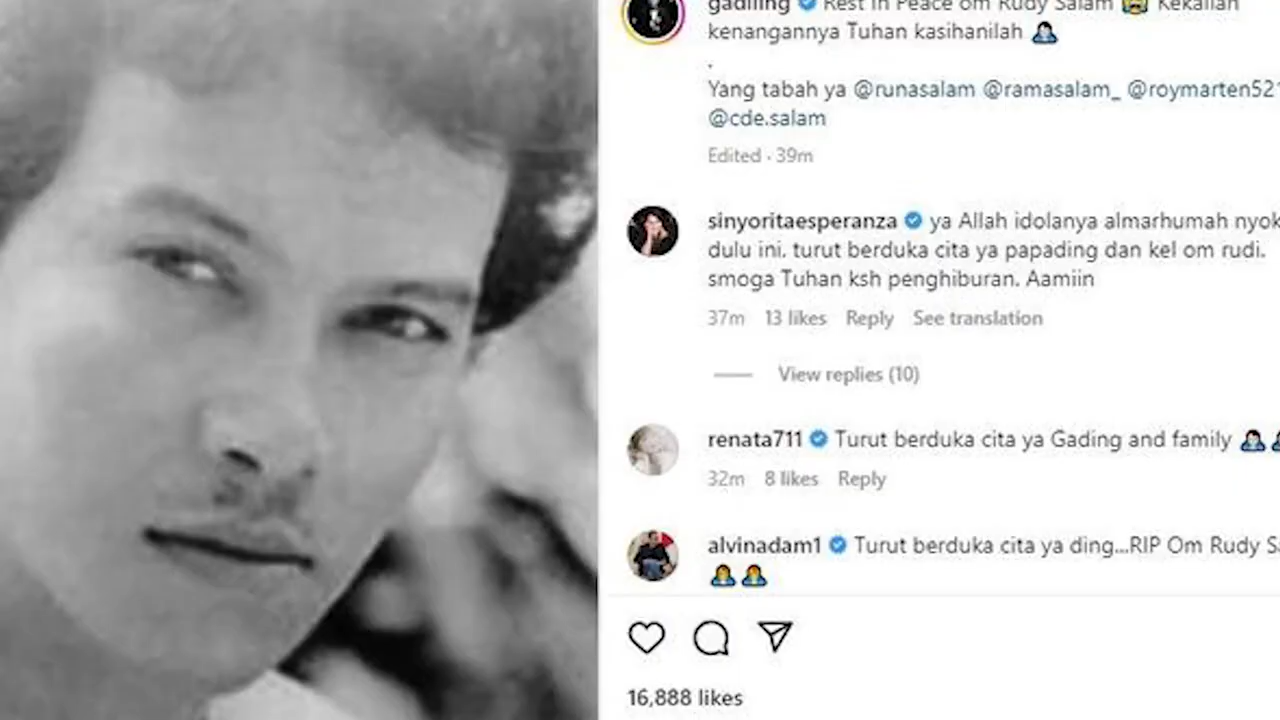 gadiiing Rest In Peace om Rudy Salam Kekallah
kenangannya Tuhan kasihanilah
.
Yang tabah ya @runasalam @ramasalam_ @roymarten521
@cde.salam
Edited · 39m
sinyoritaesperanza ya Allah idolanya almarhumah nyok
dulu ini. turut berduka cita ya papading dan kel om rudi.
smoga Tuhan ksh penghiburan. Aamiin
37m 13 likes Reply See translation
View replies (10)
renata711 Turut berduka cita ya Gading and family
32m 8 likes Reply
alvinadam1 Turut berduka cita ya ding...RIP Om Rudy Sa
16,888 likes